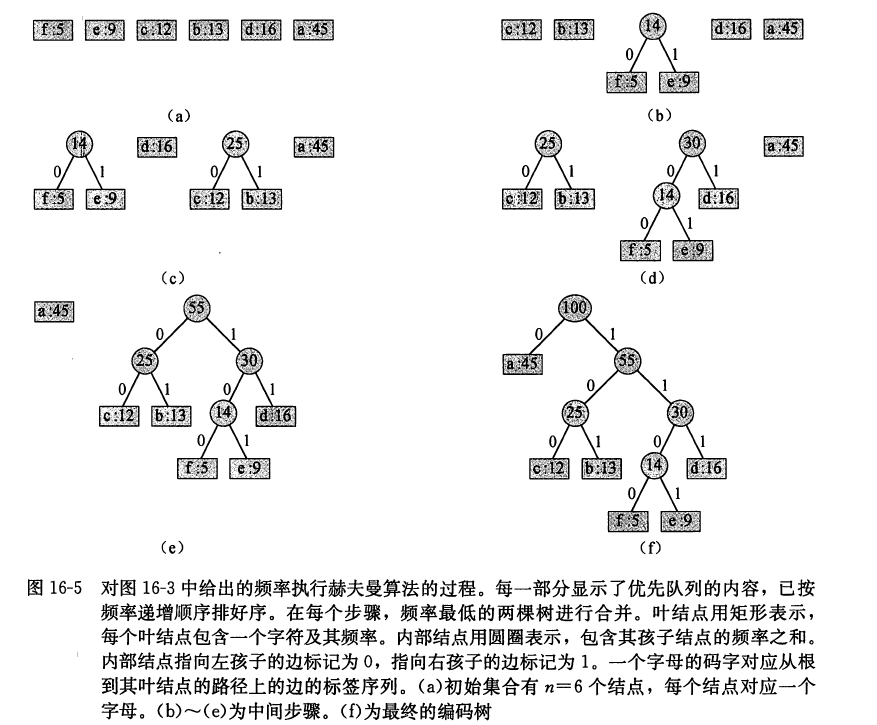 f:5 e:9 c:12 b:13 d:16 a:45
(a)
c:12 b:13 14 d:16 a:45
0 1
f:5 e:9
(b)
14 d:16 25 a:45
0 1 0 1
f:5 e:9 c:12 b:13
(c)
25 30 a:45
0 1 0 1
c:12 b:13 14 d:16
0 1
f:5 e:9
(d)
a:45 55
0 1
25 30
0 1 0 1
c:12 b:13 14 d:16
0 1
f:5 e:9
(e)
100
0 1
a:45 55
0 1
25 30
0 1 0 1
c:12 b:13 14 d:16
0 1
f:5 e:9
(f)
图 16-5 对图 16-3 中给出的频率执行赫夫曼算法的过程。每一部分显示了优先队列的内容,已按
频率递增顺序排好序。在每个步骤,频率最低的两棵树进行合并。叶结点用矩形表示,
每个叶结点包含一个字符及其频率。内部结点用圆圈表示,包含其孩子结点的频率之和。
内部结点指向左孩子的边标记为 0,指向右孩子的边标记为 1。一个字母的码字对应从根
到其叶结点的路径上的边的标签序列。(a)初始集合有 n=6 个结点,每个结点对应一个
字母。(b)~(e)为中间步骤。(f)为最终的编码树